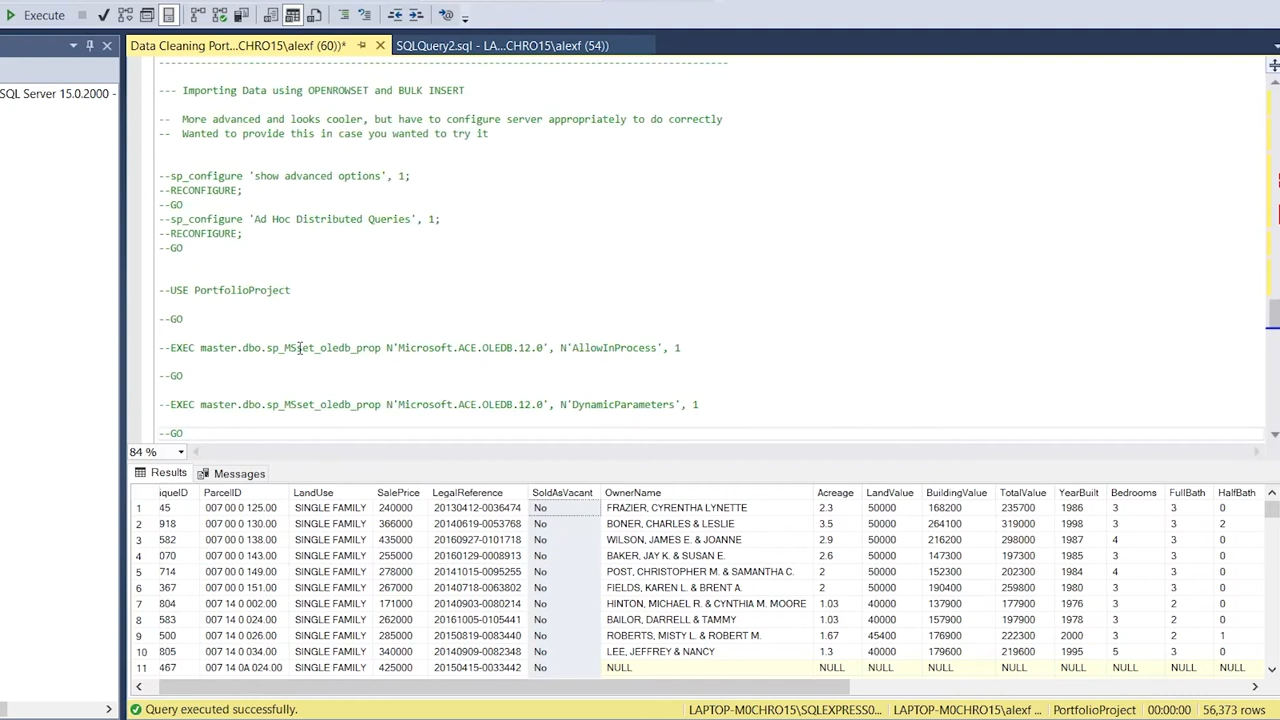 Execute
Data Cleaning Port...CHRO15\alexf (60))*
SQLQuery2.sql - LA...CHRO15\alexf (54))
SQL Server 15.0.2000 -
--- Importing Data using OPENROWSET and BULK INSERT
-- More advanced and looks cooler, but have to configure server appropriately to do correctly
-- Wanted to provide this in case you wanted to try it
--sp_configure 'show advanced options', 1;
--RECONFIGURE;
--GO
--sp_configure 'Ad Hoc Distributed Queries', 1;
--RECONFIGURE;
--GO
--USE PortfolioProject
--GO
--EXEC master.dbo.sp_MSset_oledb_prop N'Microsoft.ACE.OLEDB.12.0', N'AllowInProcess', 1
--GO
--EXEC master.dbo.sp_MSset_oledb_prop N'Microsoft.ACE.OLEDB.12.0', N'DynamicParameters', 1
--GO
84 %
Results Messages
iqueID ParcelID LandUse SalePrice LegalReference SoldAsVacant OwnerName Acreage LandValue BuildingValue TotalValue YearBuilt Bedrooms FullBath HalfBath
1 45 007 00 0 125.00 SINGLE FAMILY 240000 20130412-0036474 No FRAZIER, CYRENTHA LYNETTE 2.3 50000 168200 235700 1986 3 3 0
2 918 007 00 0 130.00 SINGLE FAMILY 366000 20140619-0053768 No BONER, CHARLES & LESLIE 3.5 50000 264100 319000 1998 3 3 2
3 582 007 00 0 138.00 SINGLE FAMILY 435000 20160927-0101718 No WILSON, JAMES E. & JOANNE 2.9 50000 216200 298000 1987 4 3 0
4 070 007 00 0 143.00 SINGLE FAMILY 255000 20160129-0008913 No BAKER, JAY K. & SUSAN E. 2.6 50000 147300 197300 1985 3 3 0
5 714 007 00 0 149.00 SINGLE FAMILY 278000 20141015-0095255 No POST, CHRISTOPHER M. & SAMANTHA C. 2 50000 152300 202300 1984 4 3 0
6 367 007 00 0 151.00 SINGLE FAMILY 267000 20140718-0063802 No FIELDS, KAREN L. & BRENT A. 2 50000 190400 259800 1980 3 3 0
7 804 007 14 0 002.00 SINGLE FAMILY 171000 20140903-0080214 No HINTON, MICHAEL R. & CYNTHIA M. MOORE 1.03 40000 137900 177900 1976 3 2 0
8 583 007 14 0 024.00 SINGLE FAMILY 262000 20161005-0105441 No BAILOR, DARRELL & TAMMY 1.03 40000 157900 197900 1978 3 2 0
9 500 007 14 0 026.00 SINGLE FAMILY 285000 20150819-0083440 No ROBERTS, MISTY L. & ROBERT M. 1.67 45400 176900 222300 2000 3 2 1
10 805 007 14 0 034.00 SINGLE FAMILY 340000 20140909-0082348 No LEE, JEFFREY & NANCY 1.3 40000 179600 219600 1995 5 3 0
11 467 007 14 0A 024.00 SINGLE FAMILY 425000 20150415-0033442 No NULL NULL NULL NULL NULL NULL NULL NULL NULL
Query executed successfully.
LAPTOP-M0CHRO15\SQLEXPRESS0... LAPTOP-M0CHRO15\alexf ... PortfolioProject 00:00:00 56,373 rows